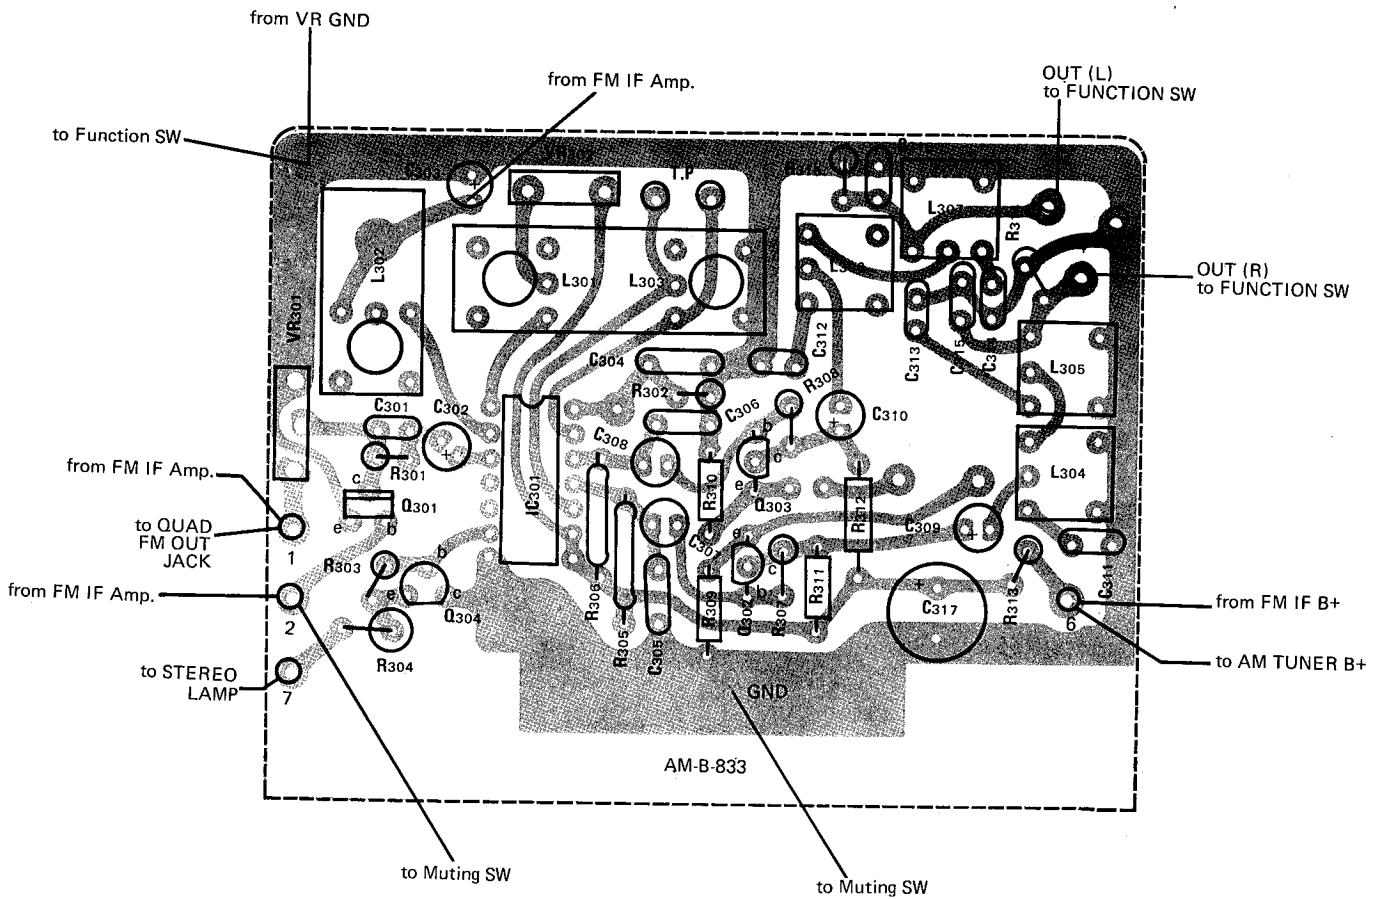 from VR GND
from FM IF Amp.
OUT (L)
to FUNCTION SW
to Function SW
C303
T.P
L307
L302
VR301
L301
L303
OUT (R)
to FUNCTION SW
C312
C313
C315
C304
R302
R308
C306
C310
L305
C301
C302
C308
b
c
from FM IF Amp.
R301
c
Q301
e
b
IC301
R310
e
Q303
R312
C309
L304
to QUAD
FM OUT
JACK
1
C307
e
c
b
R303
b
e
c
Q304
R306
R305
C305
R309
Q302
R307
R311
C317
R313
C311
from FM IF Amp.
2
from FM IF B+
6
to AM TUNER B+
R304
to STEREO
LAMP
7
GND
AM-B-833
to Muting SW
to Muting SW